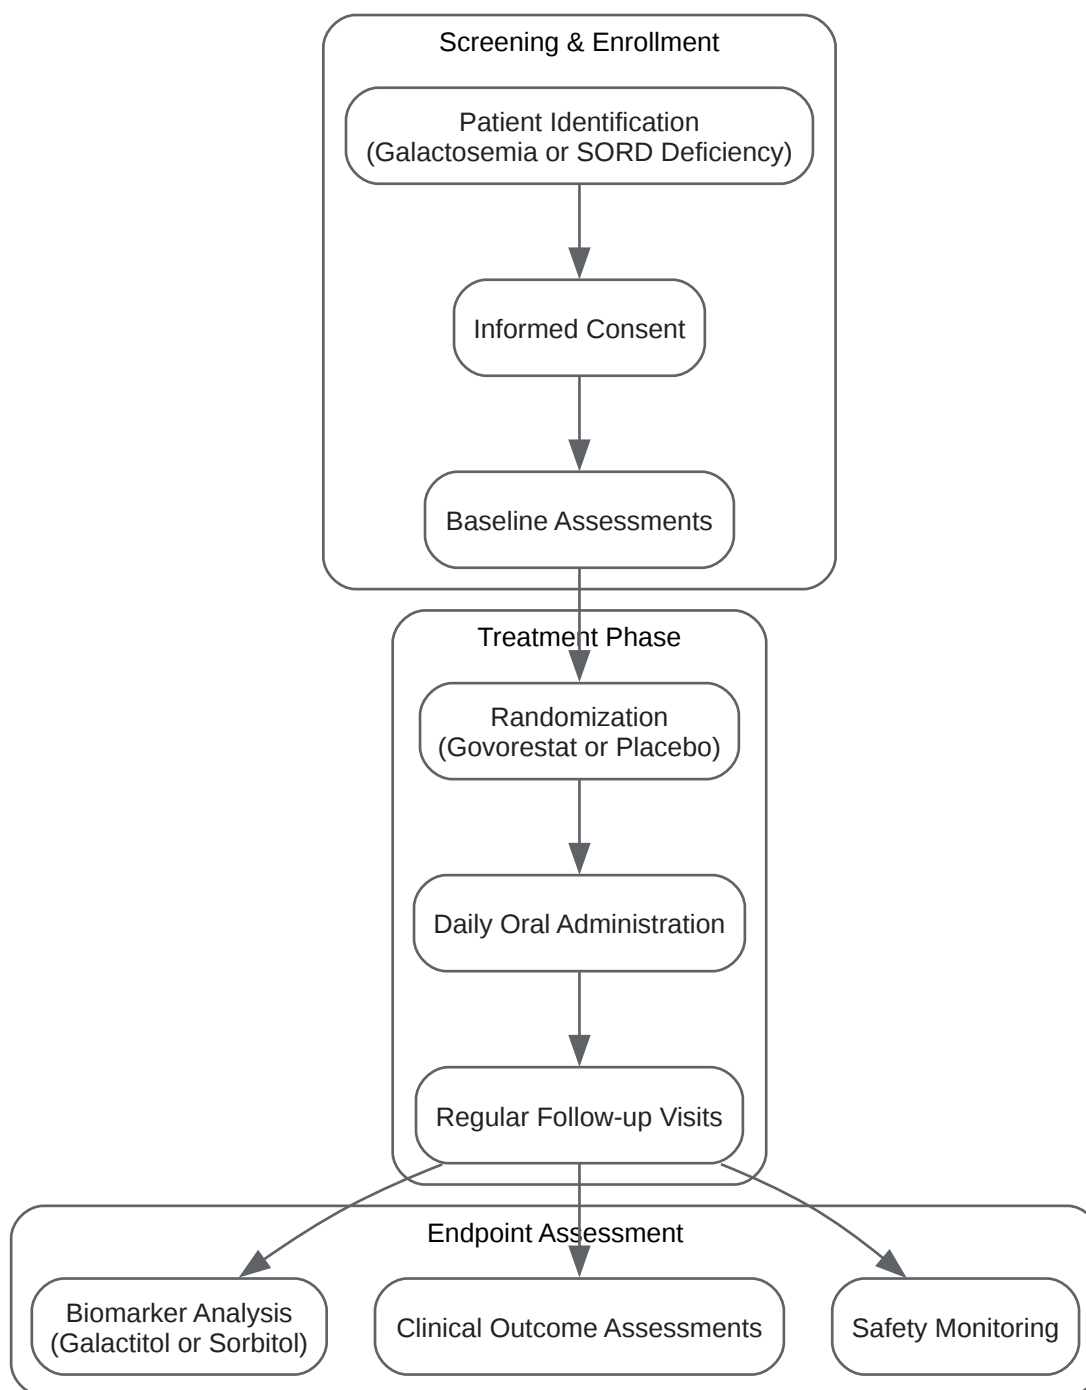 Screening & Enrollment
Patient Identification
(Galactosemia or SORD Deficiency)
Informed Consent
Baseline Assessments
Treatment Phase
Randomization
(Govorestat or Placebo)
Daily Oral Administration
Regular Follow-up Visits
Endpoint Assessment
Biomarker Analysis
(Galactitol or Sorbitol)
Clinical Outcome Assessments
Safety Monitoring